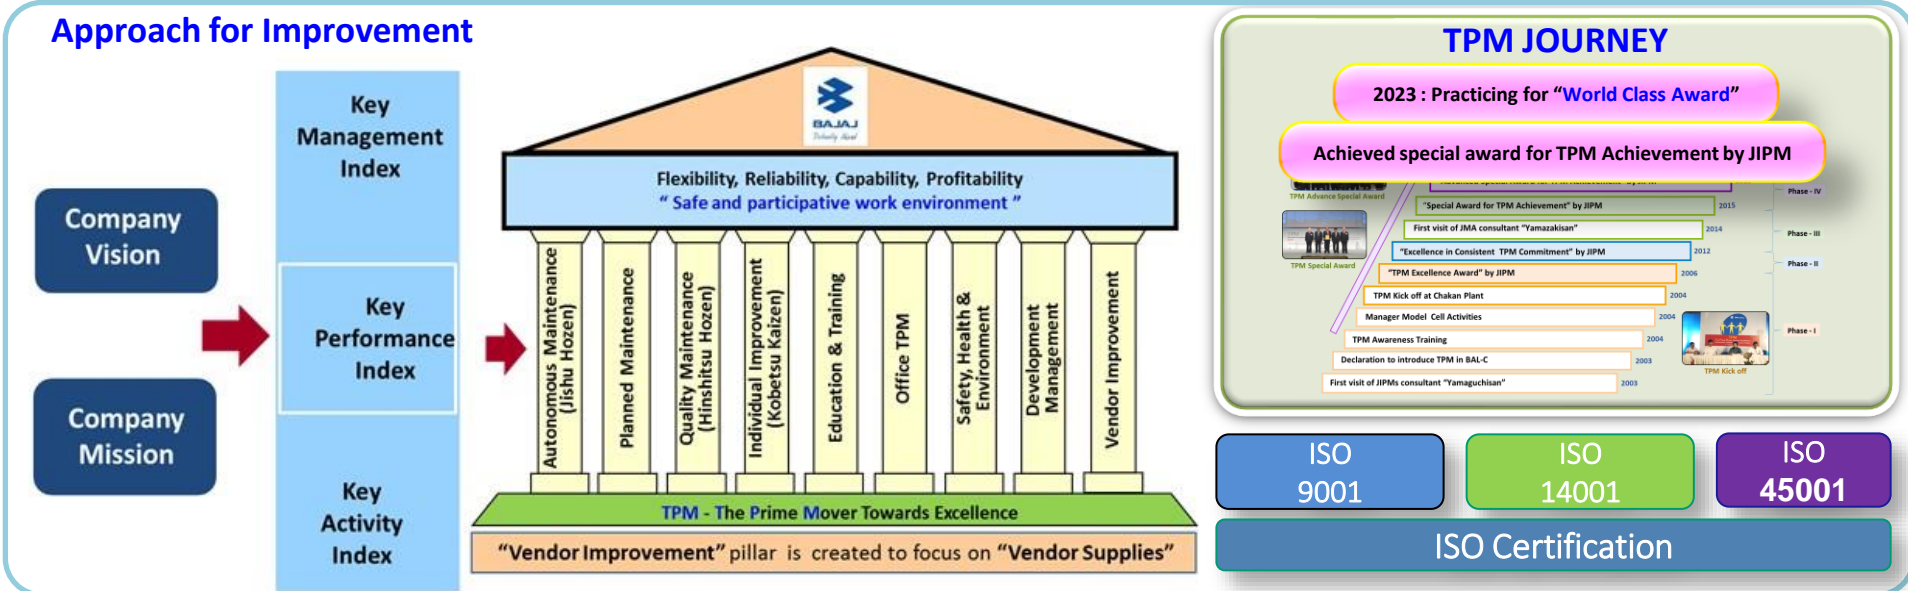 Approach for Improvement
Company
Vision
Company
Mission
Key
Management
Index
Key
Performance
Index
Key
Activity
Index
BAJAJ
Flexibility, Reliability, Capability, Profitability
“ Safe and participative work environment ”
Autonomous Maintenance
(Jishu Hozen)
Planned Maintenance
Quality Maintenance
(Hinshitsu Hozen)
Individual Improvement
(Kobetsu Kaizen)
Education & Training
Office TPM
Safety, Health &
Environment
Development
Management
Vendor Improvement
TPM - The Prime Mover Towards Excellence
“Vendor Improvement” pillar is created to focus on “Vendor Supplies”
TPM JOURNEY
2023 : Practicing for “World Class Award”
Achieved special award for TPM Achievement by JIPM
Phase - IV
TPM Advance Special Award
“Special Award for TPM Achievement” by JIPM 2015
First visit of JMA consultant “Yamazakisan” 2014
Phase - III
“Excellence in Consistent TPM Commitment” by JIPM 2012
TPM Special Award
Phase - II
“TPM Excellence Award” by JIPM 2006
TPM Kick off at Chakan Plant 2004
Manager Model Cell Activities 2004
Phase - I
TPM Awareness Training 2004
Declaration to introduce TPM in BAL-C 2003
TPM Kick off
First visit of JIPMs consultant “Yamaguchisan” 2003
ISO
9001
ISO
14001
ISO
45001
ISO Certification